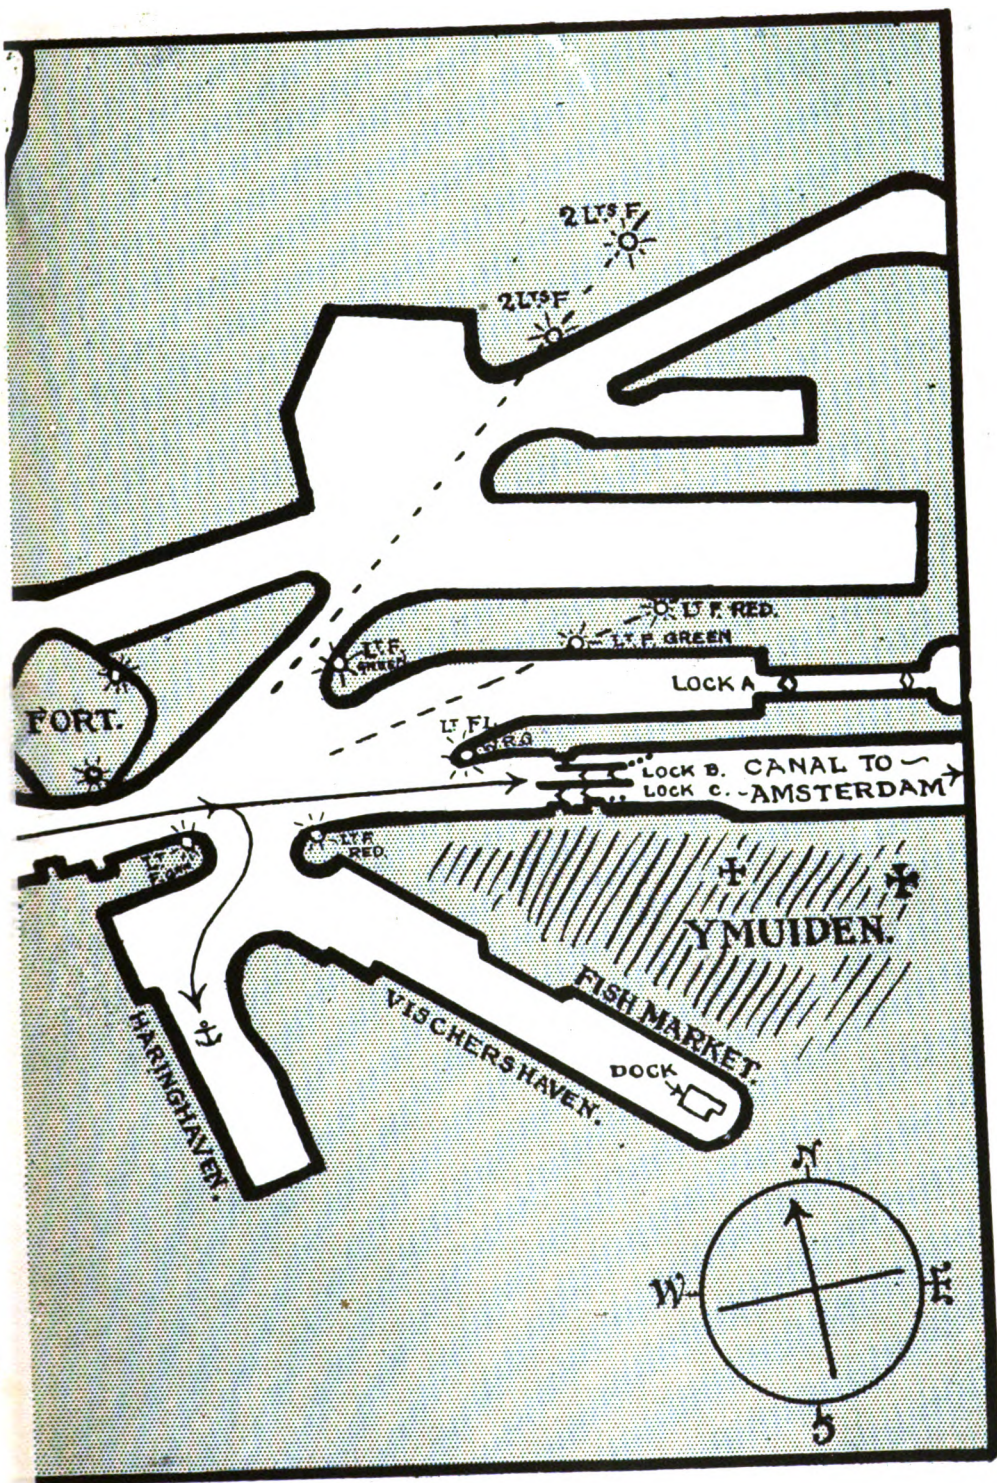 2 LTS. F
2 LTS F
LT. F. RED.
LT. F. GREEN
LT. F.
GREEN.
LOCK A
FORT.
LT. FL.
W.R.G
LOCK B. CANAL TO
LOCK C. - AMSTERDAM
LT. F.
RED.
YMUIDEN.
FISH MARKET.
VISCHERSHAVEN.
DOCK
HARINGHAVEN.
N
W
E
S